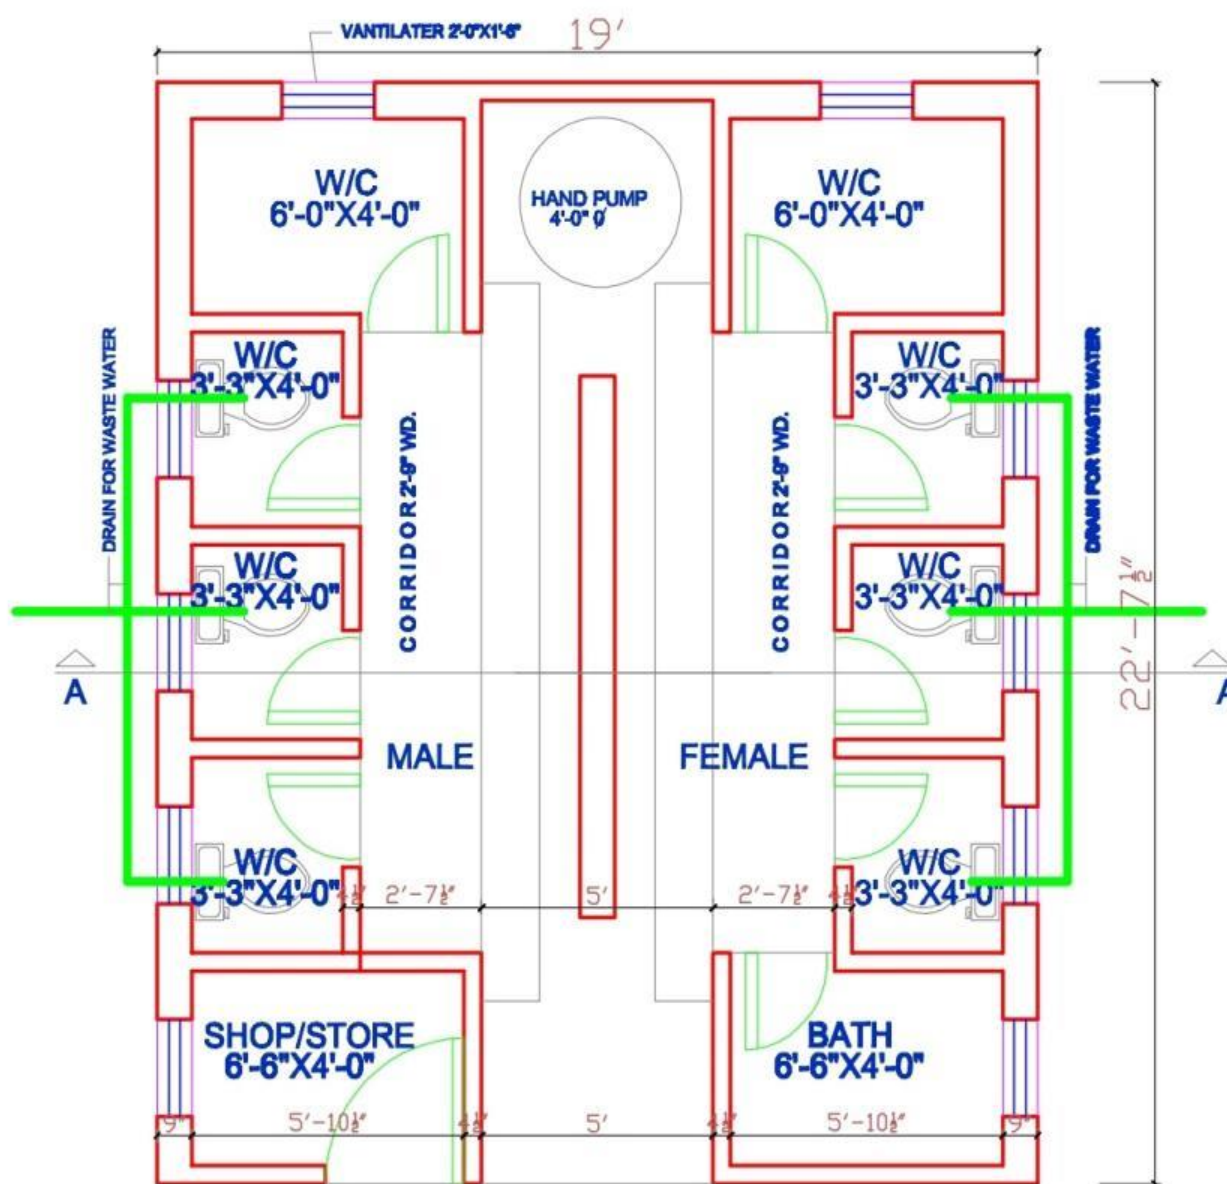 VANTILATER 2'-0"X1'-6"
19'
W/C
6'-0"X4'-0"
HAND PUMP
4'-0" Ø
W/C
6'-0"X4'-0"
DRAIN FOR WASTE WATER
W/C
3'-3"X4'-0"
CORRIDOR 2'-9" WD.
CORRIDOR 2'-9" WD.
W/C
3'-3"X4'-0"
DRAIN FOR WASTE WATER
W/C
3'-3"X4'-0"
W/C
3'-3"X4'-0"
22'-7½"
A
A
MALE
FEMALE
W/C
3'-3"X4'-0"
W/C
3'-3"X4'-0"
4½"
2'-7½"
5'
2'-7½"
4½"
SHOP/STORE
6'-6"X4'-0"
BATH
6'-6"X4'-0"
9"
5'-10½"
4½"
5'
4½"
5'-10½"
9"